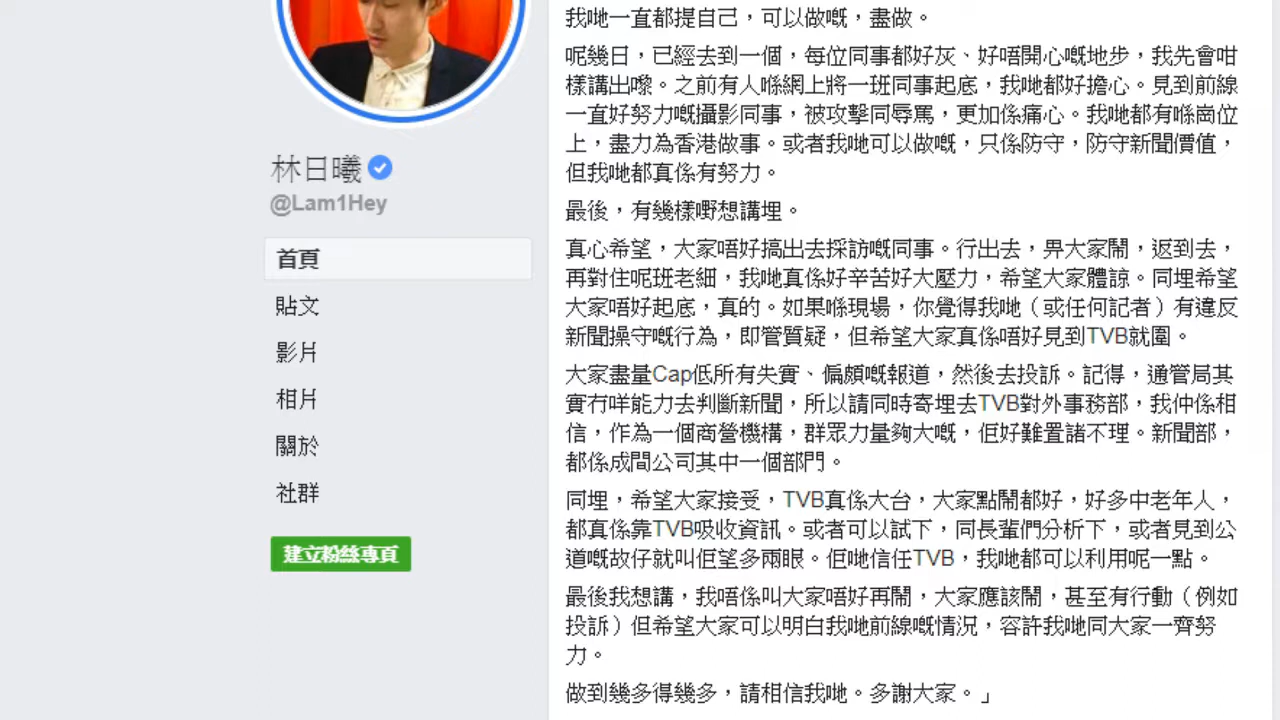 林日曦
@Lam1Hey
首頁
貼文
影片
相片
關於
社群
建立粉絲專頁
我哋一直都提自己，可以做嘅，盡做。
呢幾日，已經去到一個，每位同事都好灰、好唔開心嘅地步，我先會咁
樣講出嚟。之前有人喺網上將一班同事起底，我哋都好擔心。見到前線
一直好努力嘅攝影同事，被攻擊同辱罵，更加係痛心。我哋都有喺崗位
上，盡力為香港做事。或者我哋可以做嘅，只係防守，防守新聞價值，
但我哋都真係有努力。
最後，有幾樣嘢想講埋。
真心希望，大家唔好搞出去採訪嘅同事。行出去，畀大家鬧，返到去，
再對住呢班老細，我哋真係好辛苦好大壓力，希望大家體諒。同埋希望
大家唔好起底，真的。如果喺現場，你覺得我哋（或任何記者）有違反
新聞操守嘅行為，即管質疑，但希望大家真係唔好見到TVB就圍。
大家盡量Cap低所有失實、偏頗嘅報道，然後去投訴。記得，通管局其
實冇咩能力去判斷新聞，所以請同時寄埋去TVB對外事務部，我仲係相
信，作為一個商營機構，群眾力量夠大嘅，佢好難置諸不理。新聞部，
都係成間公司其中一個部門。
同埋，希望大家接受，TVB真係大台，大家點鬧都好，好多中老年人，
都真係靠TVB吸收資訊。或者可以試下，同長輩們分析下，或者見到公
道嘅故仔就叫佢望多兩眼。佢哋信任TVB，我哋都可以利用呢一點。
最後我想講，我唔係叫大家唔好再鬧，大家應該鬧，甚至有行動（例如
投訴）但希望大家可以明白我哋前線嘅情況，容許我哋同大家一齊努
力。
做到幾多得幾多，請相信我哋。多謝大家。」